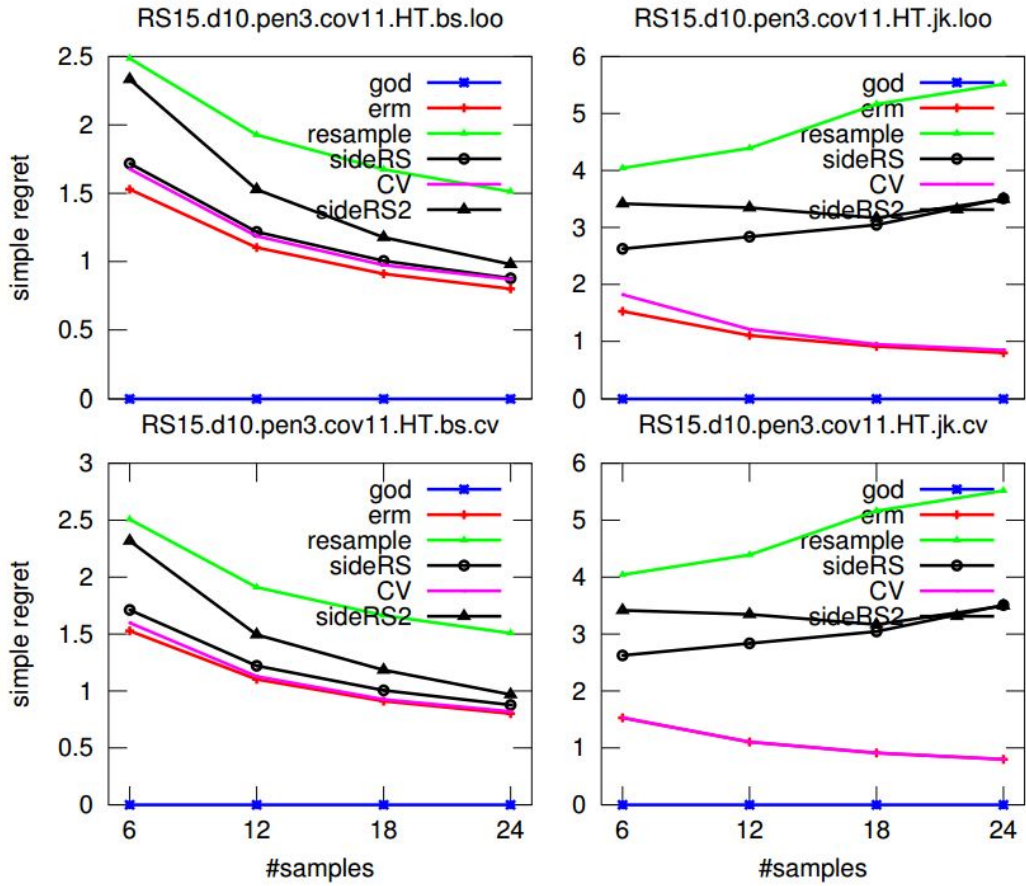 RS15.d10.pen3.cov11.HT.bs.loo
2.5
2
1.5
1
0.5
0
simple regret
god
erm
resample
sideRS
CV
sideRS2
RS15.d10.pen3.cov11.HT.jk.loo
6
5
4
3
2
1
0
god
erm
resample
sideRS
CV
sideRS2
RS15.d10.pen3.cov11.HT.bs.cv
3
2.5
2
1.5
1
0.5
0
simple regret
god
erm
resample
sideRS
CV
sideRS2
6 12 18 24
#samples
RS15.d10.pen3.cov11.HT.jk.cv
6
5
4
3
2
1
0
god
erm
resample
sideRS
CV
sideRS2
6 12 18 24
#samples